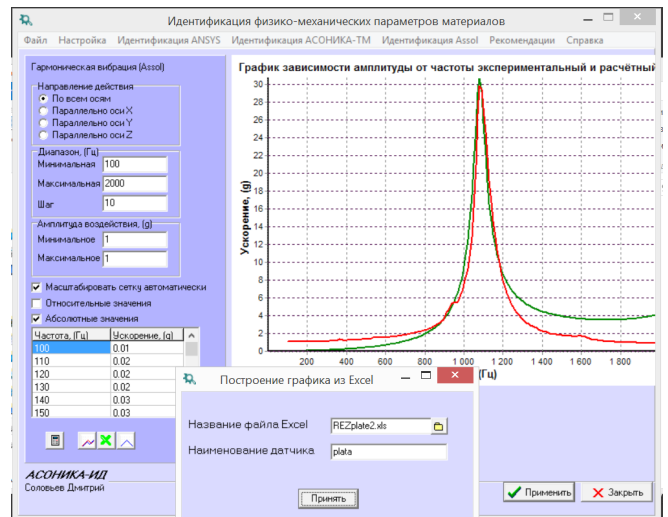 Идентификация физико-механических параметров материалов
Файл Настройка Идентификация ANSYS Идентификация АСОНИКА-ТМ Идентификация Assol Рекомендации Справка
Гармоническая вибрация (Assol)
Направление действия
По всем осям
Параллельно оси X
Параллельно оси Y
Параллельно оси Z
Диапазон, (Гц)
Минимальная 100
Максимальная 2000
Шаг 10
Амплитуда воздействия, (g)
Минимальное 1
Максимальное 1
Масштабировать сетку автоматически
Относительные значения
Абсолютные значения
Частота, (Гц) Ускорение, (g)
100 0.01
110 0.02
120 0.02
130 0.02
140 0.03
150 0.03
АСОНИКА-ИД
Соловьев Дмитрий
График зависимости амплитуды от частоты экспериментальный и расчётный
Ускорение, (g)
30
28
26
24
22
20
18
16
14
12
10
8
6
4
2
0
200 400 600 800 1 000 1 200 1 400 1 600 1 800
(Гц)
Построение графика из Excel
Название файла Excel REZplate2.xls
Наименование датчика plata
Принять
Применить
Закрыть